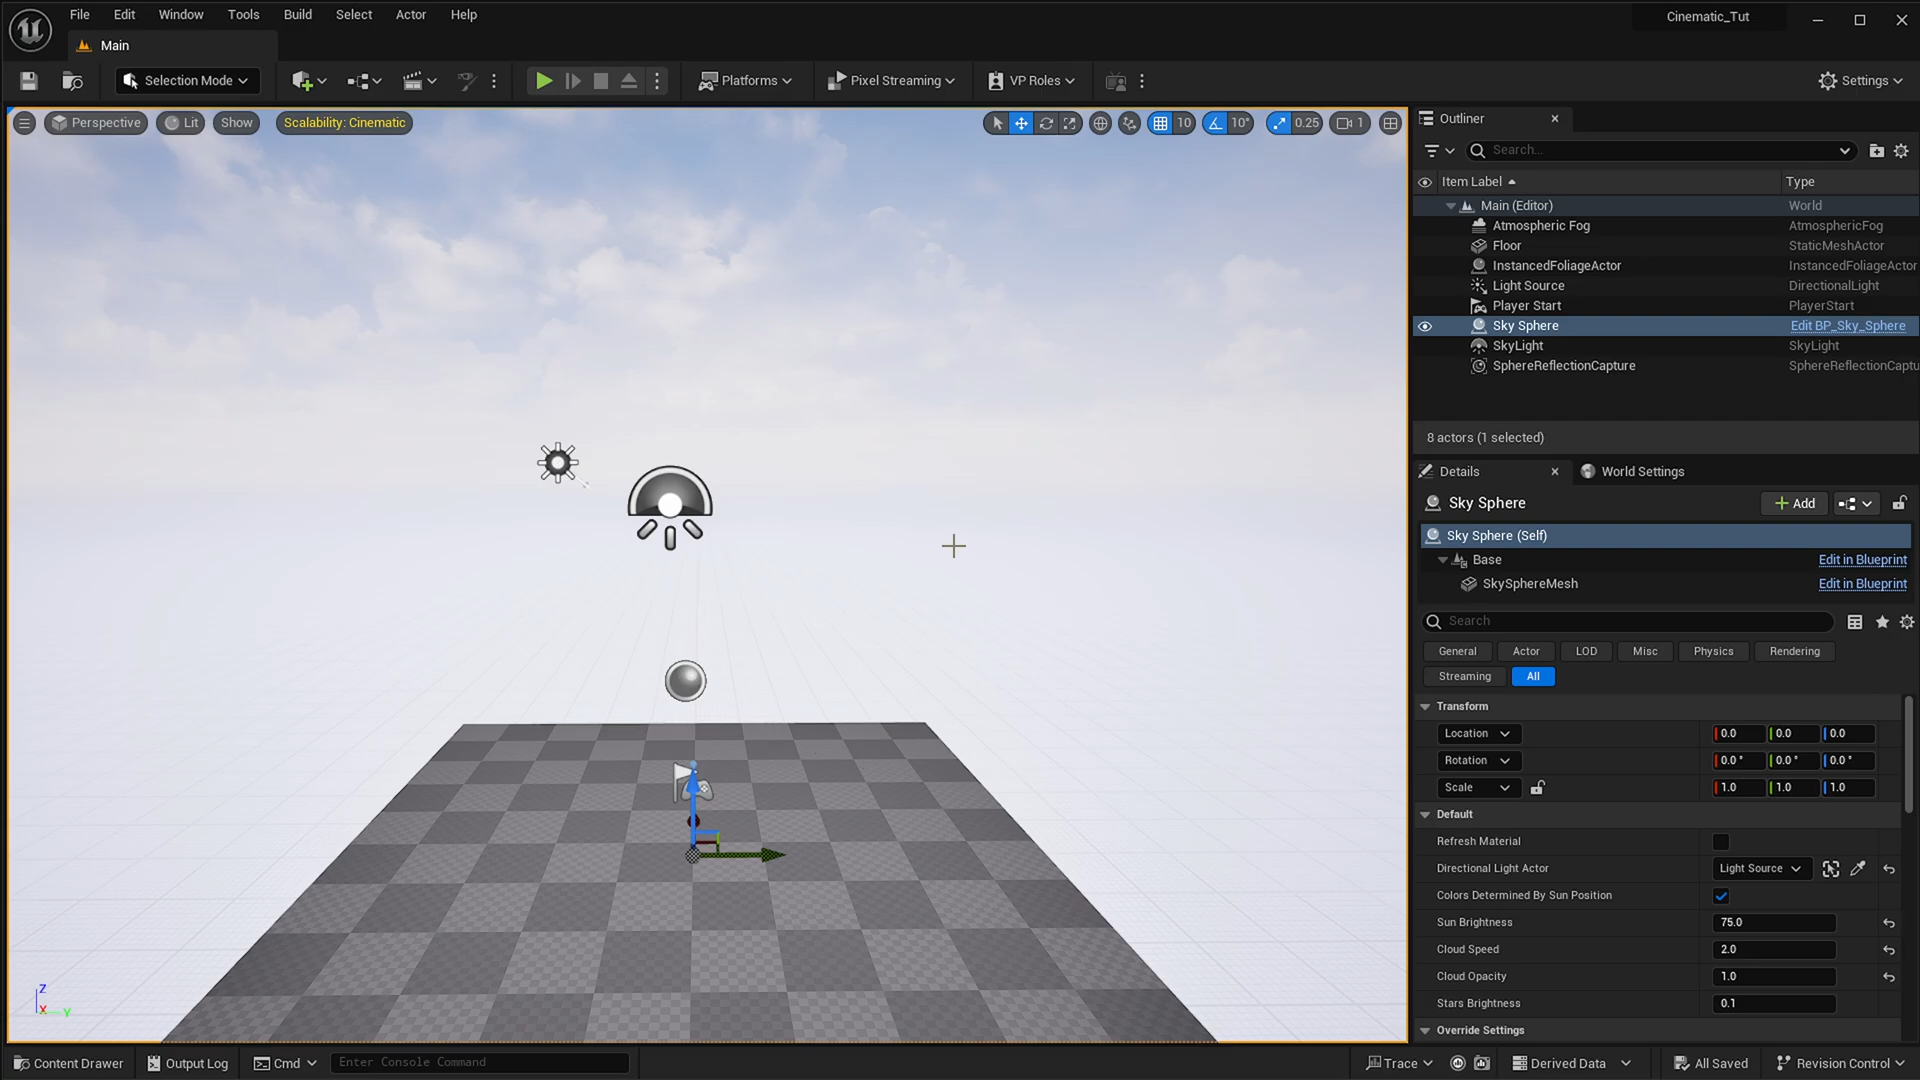 File Edit Window Tools Build Select Actor Help
Cinematic_Tut
Main
Selection Mode
Platforms
Pixel Streaming
VP Roles
Settings
Perspective Lit Show Scalability: Cinematic
10 10° 0.25 1
Z
X
Y
Outliner
Search...
Item Label Type
Main (Editor) World
Atmospheric Fog AtmosphericFog
Floor StaticMeshActor
InstancedFoliageActor InstancedFoliageActor
Light Source DirectionalLight
Player Start PlayerStart
Sky Sphere Edit BP_Sky_Sphere
SkyLight SkyLight
SphereReflectionCapture SphereReflectionCaptu
8 actors (1 selected)
Details World Settings
Sky Sphere Add
Sky Sphere (Self)
Base Edit in Blueprint
SkySphereMesh Edit in Blueprint
Search
General Actor LOD Misc Physics Rendering
Streaming All
Transform
Location 0.0 0.0 0.0
Rotation 0.0° 0.0° 0.0°
Scale 1.0 1.0 1.0
Default
Refresh Material
Directional Light Actor Light Source
Colors Determined By Sun Position
Sun Brightness 75.0
Cloud Speed 2.0
Cloud Opacity 1.0
Stars Brightness 0.1
Override Settings
Content Drawer Output Log Cmd Enter Console Command Trace Derived Data All Saved Revision Control